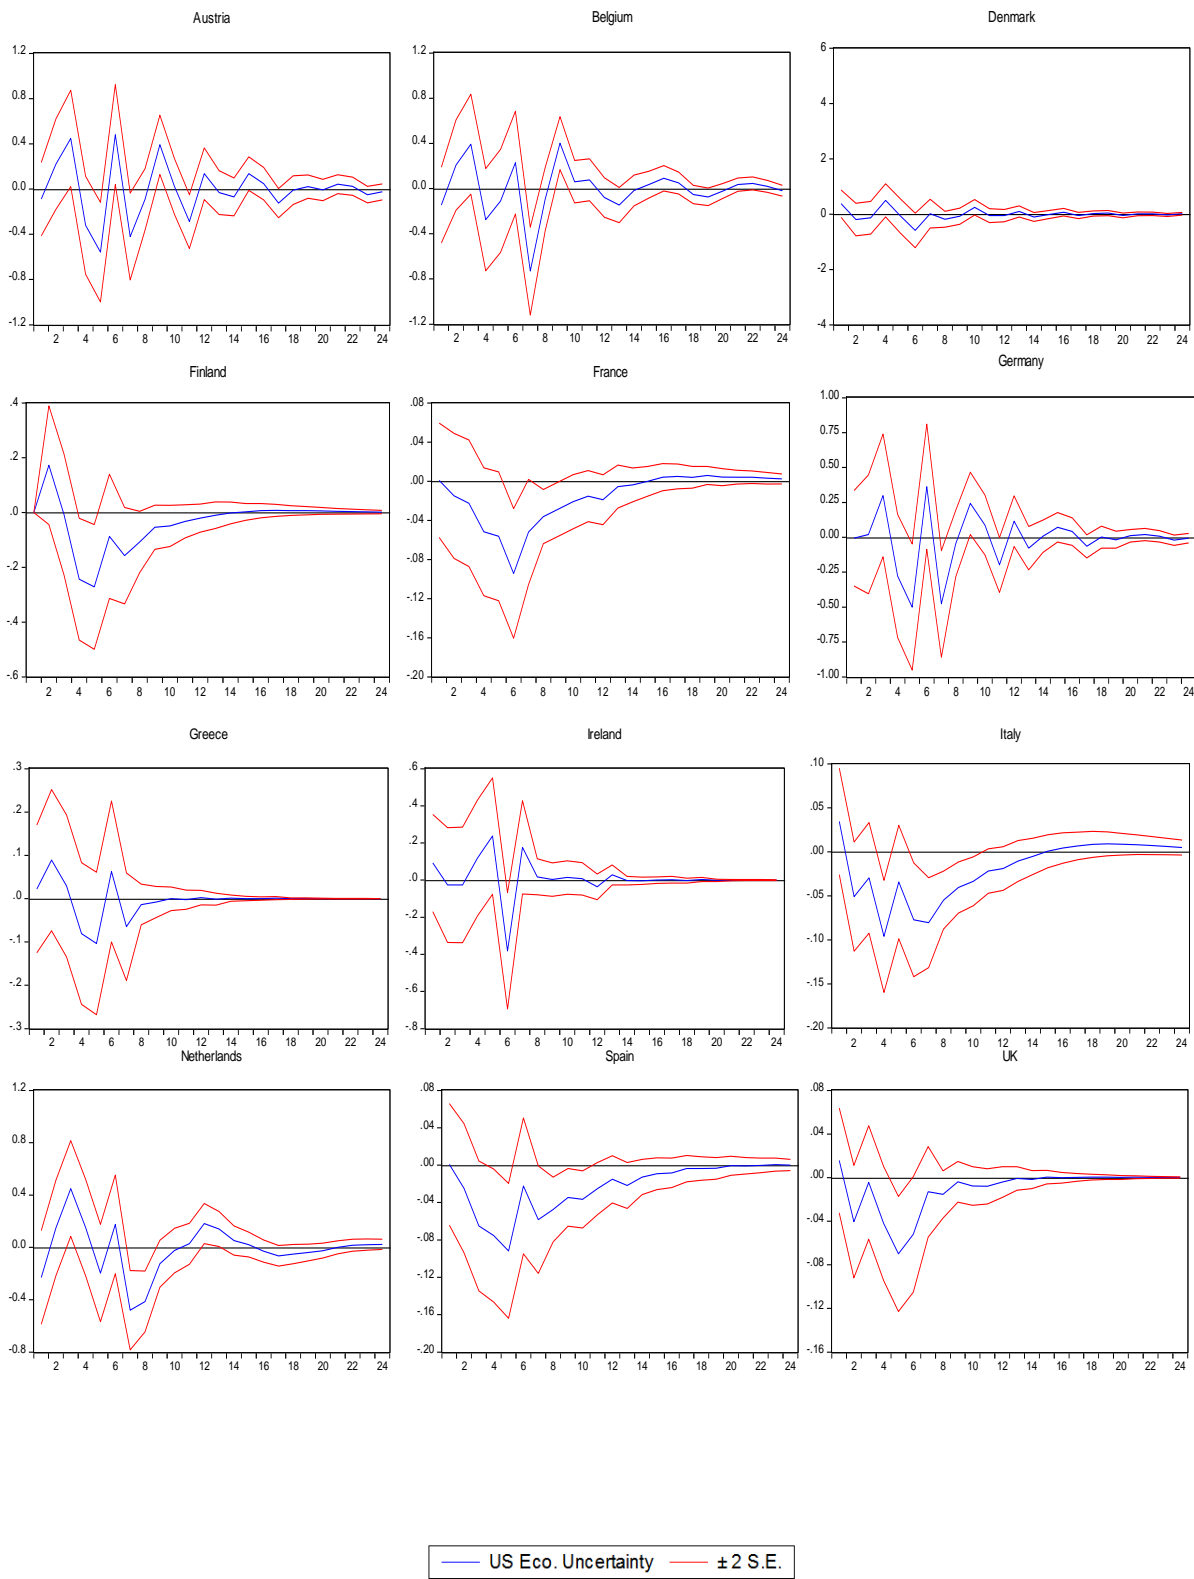 Austria Belgium Denmark
1.2 0.8 0.4 0.0 -0.4 -0.8 -1.2
2 4 6 8 10 12 14 16 18 20 22 24
1.2 0.8 0.4 0.0 -0.4 -0.8 -1.2
2 4 6 8 10 12 14 16 18 20 22 24
6 4 2 0 -2 -4
2 4 6 8 10 12 14 16 18 20 22 24
Finland France Germany
.4 .2 .0 -.2 -.4 -.6
2 4 6 8 10 12 14 16 18 20 22 24
.08 .04 .00 -.04 -.08 -.12 -.16 -.20
2 4 6 8 10 12 14 16 18 20 22 24
1.00 0.75 0.50 0.25 0.00 -0.25 -0.50 -0.75 -1.00
2 4 6 8 10 12 14 16 18 20 22 24
Greece Ireland Italy
.3 .2 .1 .0 -.1 -.2 -.3
2 4 6 8 10 12 14 16 18 20 22 24
.6 .4 .2 .0 -.2 -.4 -.6 -.8
2 4 6 8 10 12 14 16 18 20 22 24
.10 .05 .00 -.05 -.10 -.15 -.20
2 4 6 8 10 12 14 16 18 20 22 24
Netherlands Spain UK
1.2 0.8 0.4 0.0 -0.4 -0.8
2 4 6 8 10 12 14 16 18 20 22 24
.08 .04 .00 -.04 -.08 -.12 -.16 -.20
2 4 6 8 10 12 14 16 18 20 22 24
.08 .04 .00 -.04 -.08 -.12 -.16
2 4 6 8 10 12 14 16 18 20 22 24
US Eco. Uncertainty ± 2 S.E.